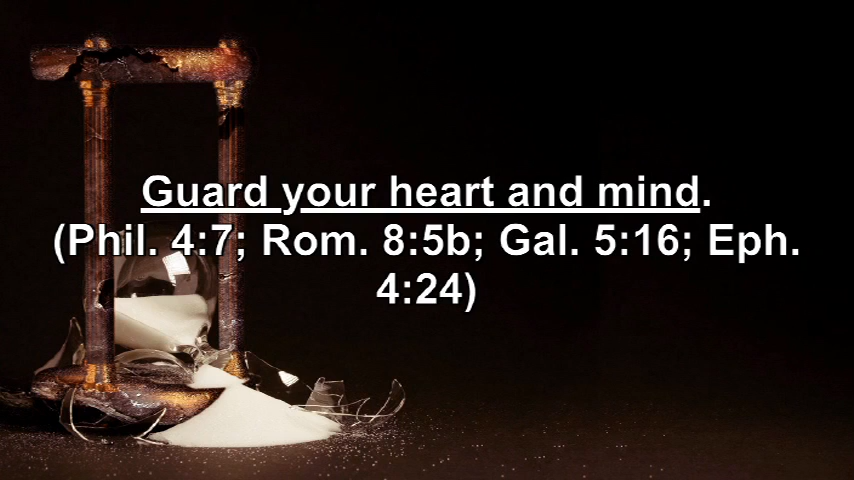 Guard your heart and mind.
(Phil. 4:7; Rom. 8:5b; Gal. 5:16; Eph.
4:24)